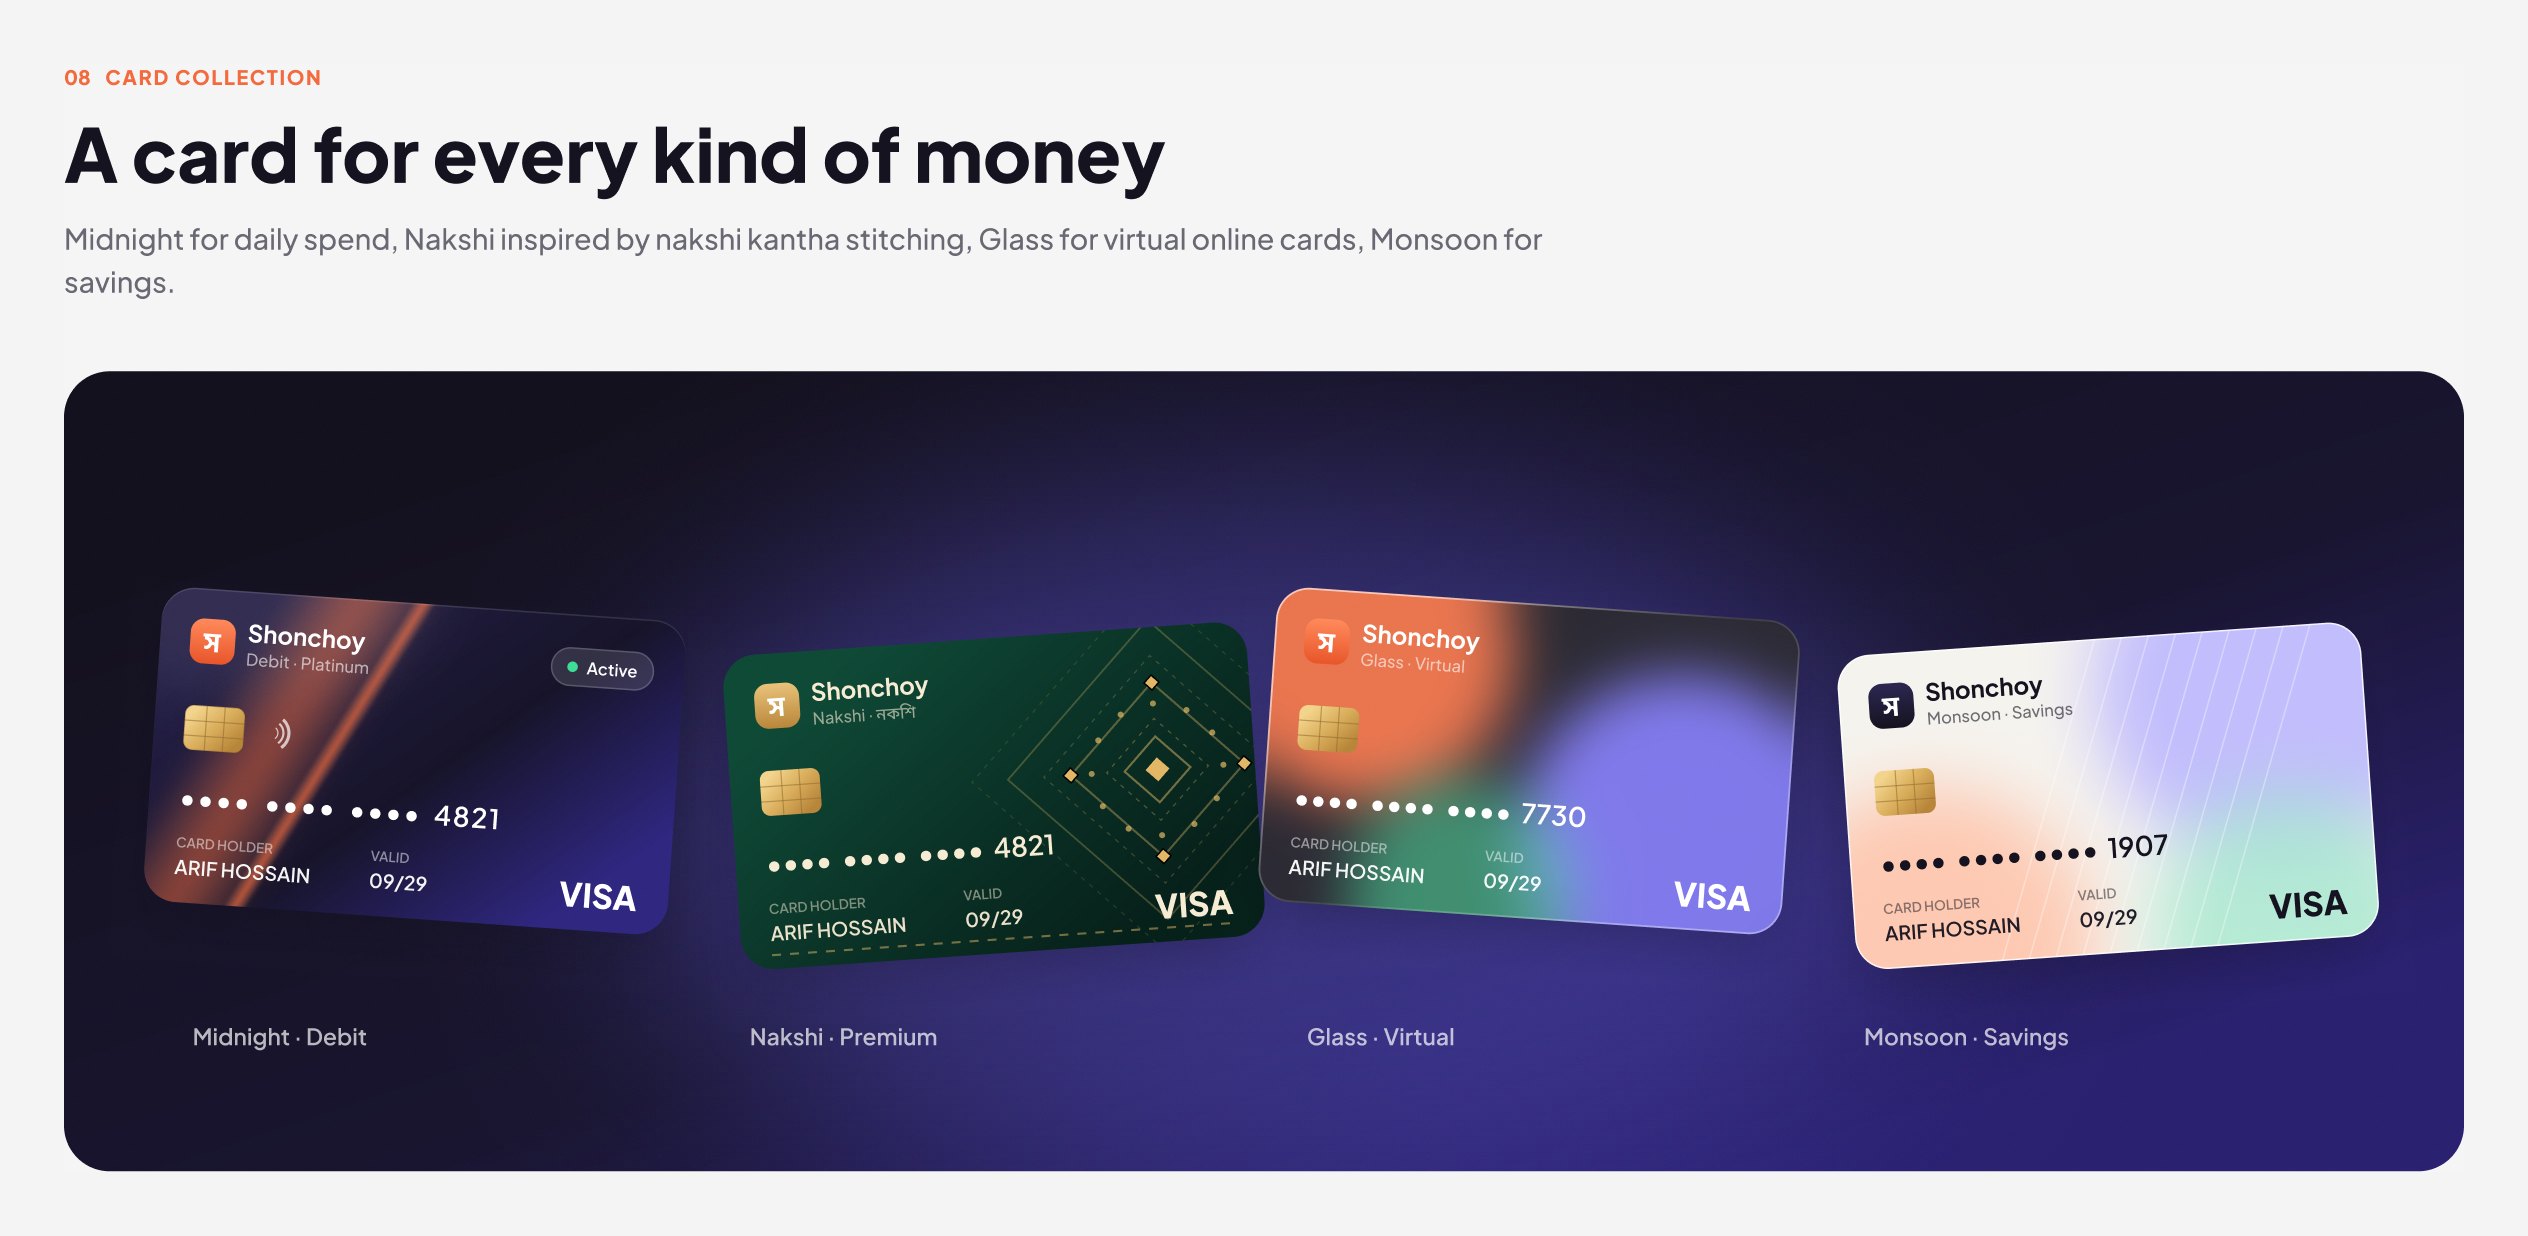 08 CARD COLLECTION
A card for every kind of money
Midnight for daily spend, Nakshi inspired by nakshi kantha stitching, Glass for virtual online cards, Monsoon for
savings.
স
Shonchoy
Debit · Platinum
Active
•••• •••• •••• 4821
CARD HOLDER
ARIF HOSSAIN
VALID
09/29
VISA
স
Shonchoy
Nakshi · নকশি
•••• •••• •••• 4821
CARD HOLDER
ARIF HOSSAIN
VALID
09/29
VISA
স
Shonchoy
Glass · Virtual
•••• •••• •••• 7730
CARD HOLDER
ARIF HOSSAIN
VALID
09/29
VISA
স
Shonchoy
Monsoon · Savings
•••• •••• •••• 1907
CARD HOLDER
ARIF HOSSAIN
VALID
09/29
VISA
Midnight · Debit
Nakshi · Premium
Glass · Virtual
Monsoon · Savings